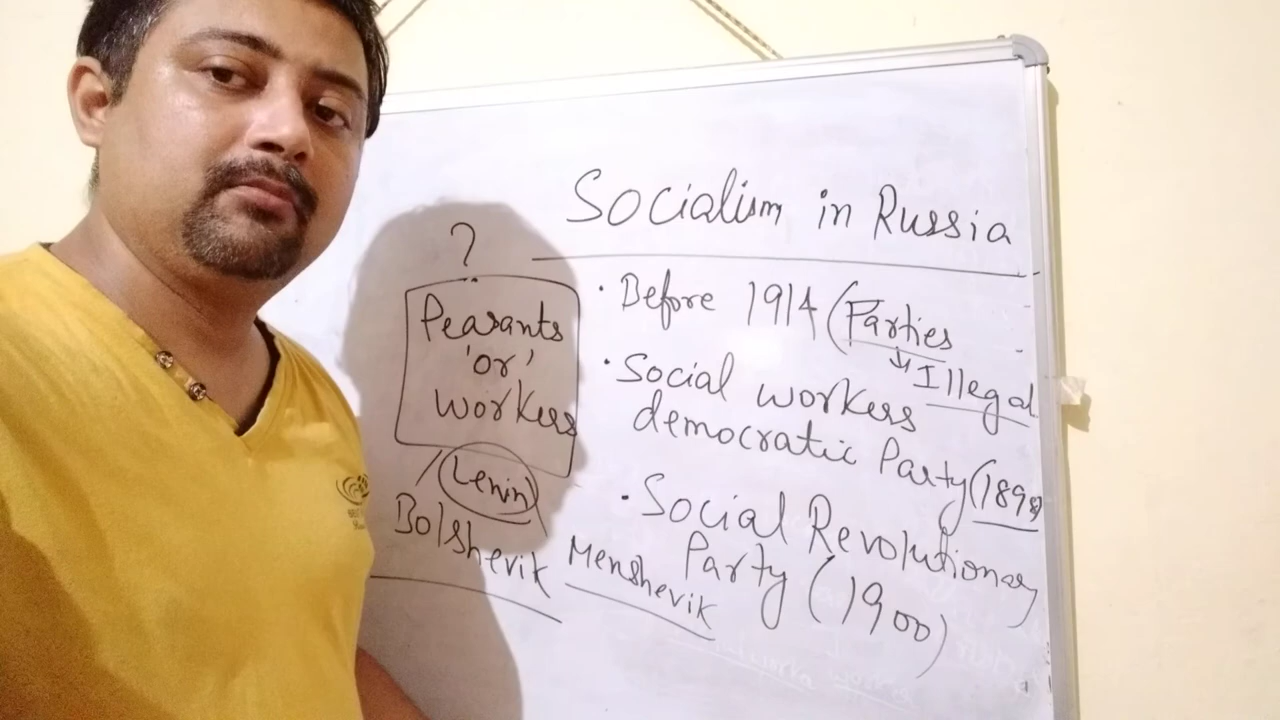 Socialism in Russia
?
Peasants
'or'
workers
Lenin
Bolshevik
Menshevik
· Before 1914 (Parties
↓ Illegal
· Social workers
democratic Party (1898)
· Social Revolutionary
Party (1900)